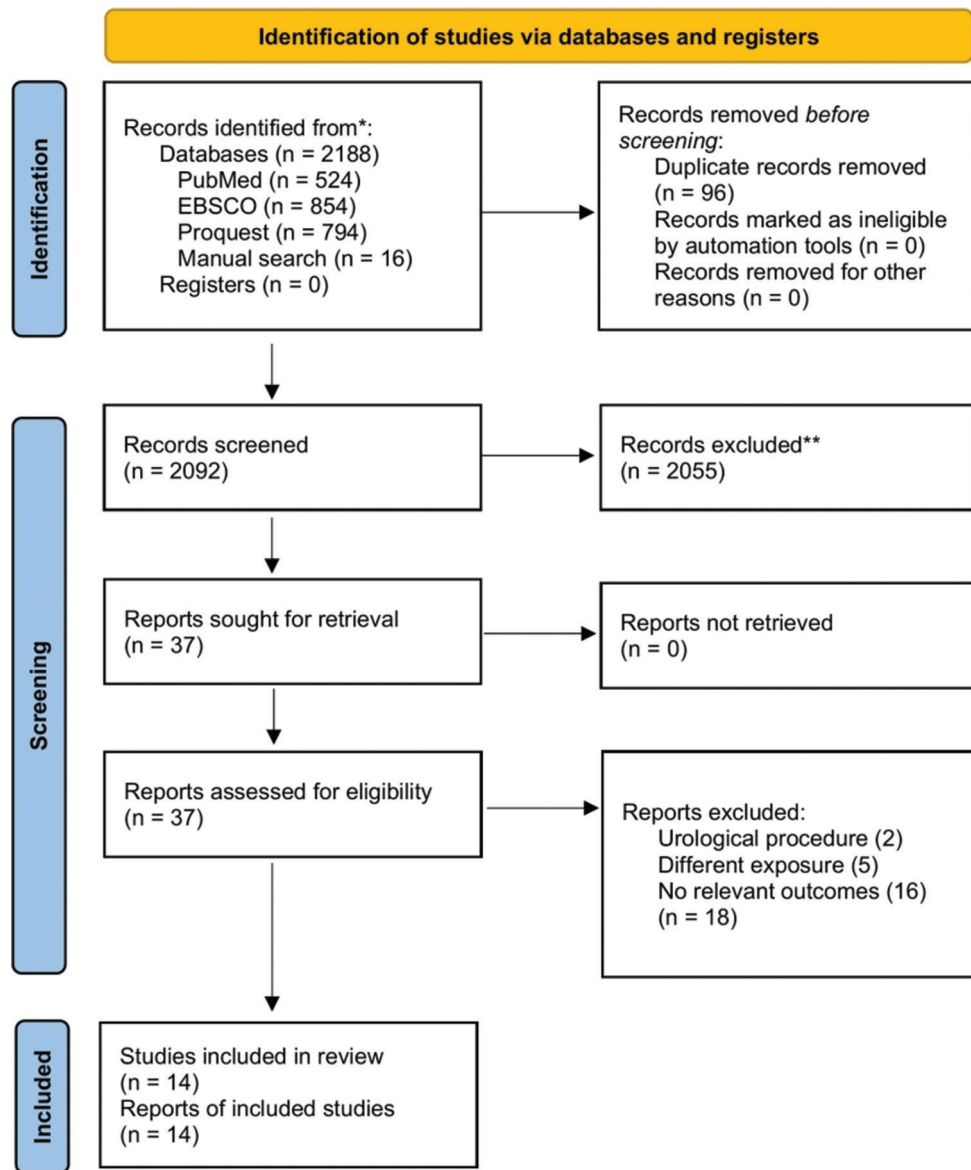 Identification of studies via databases and registers
Identification
Records identified from*:
Databases (n = 2188)
PubMed (n = 524)
EBSCO (n = 854)
Proquest (n = 794)
Manual search (n = 16)
Registers (n = 0)
Records removed before
screening:
Duplicate records removed
(n = 96)
Records marked as ineligible
by automation tools (n = 0)
Records removed for other
reasons (n = 0)
Screening
Records screened
(n = 2092)
Records excluded**
(n = 2055)
Reports sought for retrieval
(n = 37)
Reports not retrieved
(n = 0)
Reports assessed for eligibility
(n = 37)
Reports excluded:
Urological procedure (2)
Different exposure (5)
No relevant outcomes (16)
(n = 18)
Included
Studies included in review
(n = 14)
Reports of included studies
(n = 14)